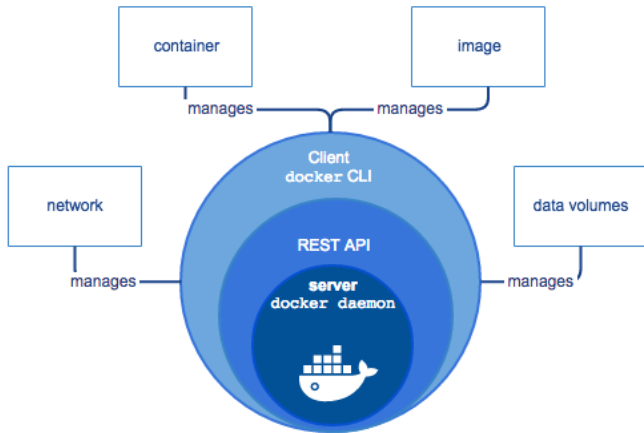 container
image
manages
manages
Client
docker CLI
network
data volumes
REST API
manages
server
manages
docker daemon